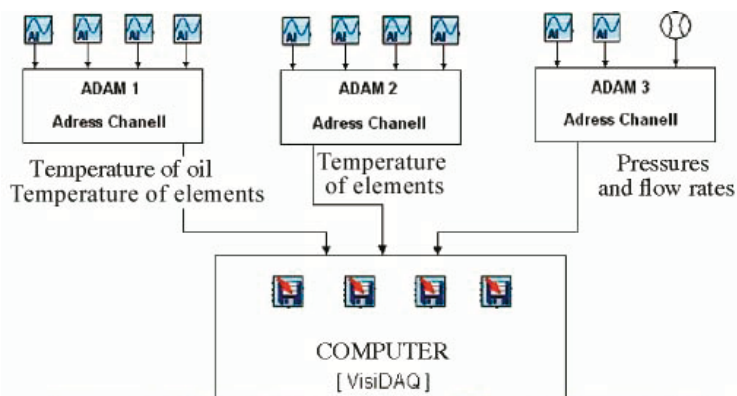 AI AI AI AI
AI AI AI AI
AI AI
ADAM 1
Adress Chanell
ADAM 2
Adress Chanell
ADAM 3
Adress Chanell
Temperature of oil
Temperature of elements
Temperature
of elements
Pressures
and flow rates
COMPUTER
[ VisiDAQ ]